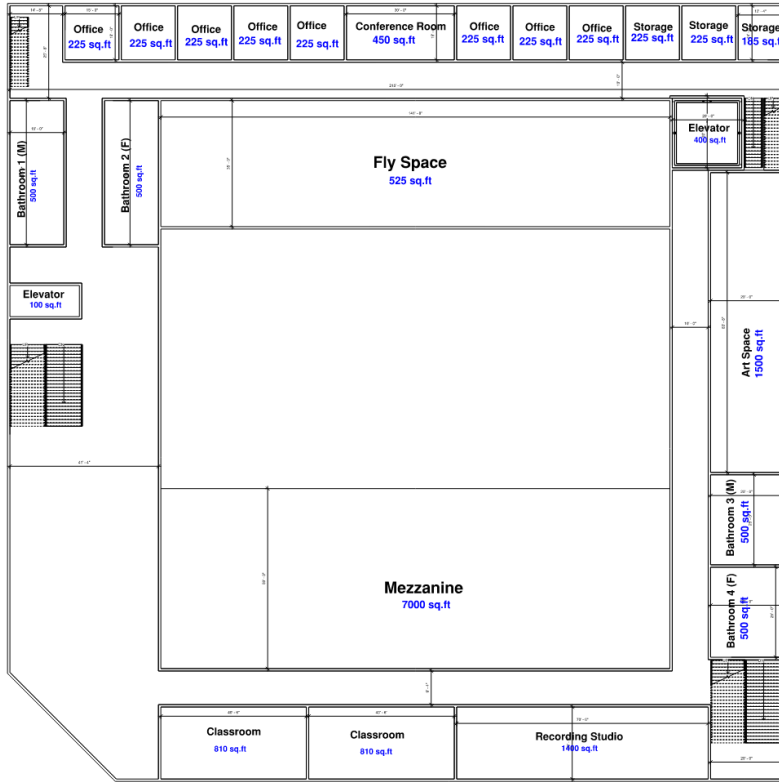 Office
225 sq.ft
Office
225 sq.ft
Office
225 sq.ft
Office
225 sq.ft
Office
225 sq.ft
Conference Room
450 sq.ft
Office
225 sq.ft
Office
225 sq.ft
Office
225 sq.ft
Storage
225 sq.ft
Storage
225 sq.ft
Storage
185 sq.ft
Bathroom 1 (M)
500 sq.ft
Bathroom 2 (F)
500 sq.ft
Fly Space
525 sq.ft
Elevator
400 sq.ft
Elevator
100 sq.ft
Art Space
1500 sq.ft
Bathroom 3 (M)
500 sq.ft
Bathroom 4 (F)
500 sq.ft
Mezzanine
7000 sq.ft
Classroom
810 sq.ft
Classroom
810 sq.ft
Recording Studio
1400 sq.ft